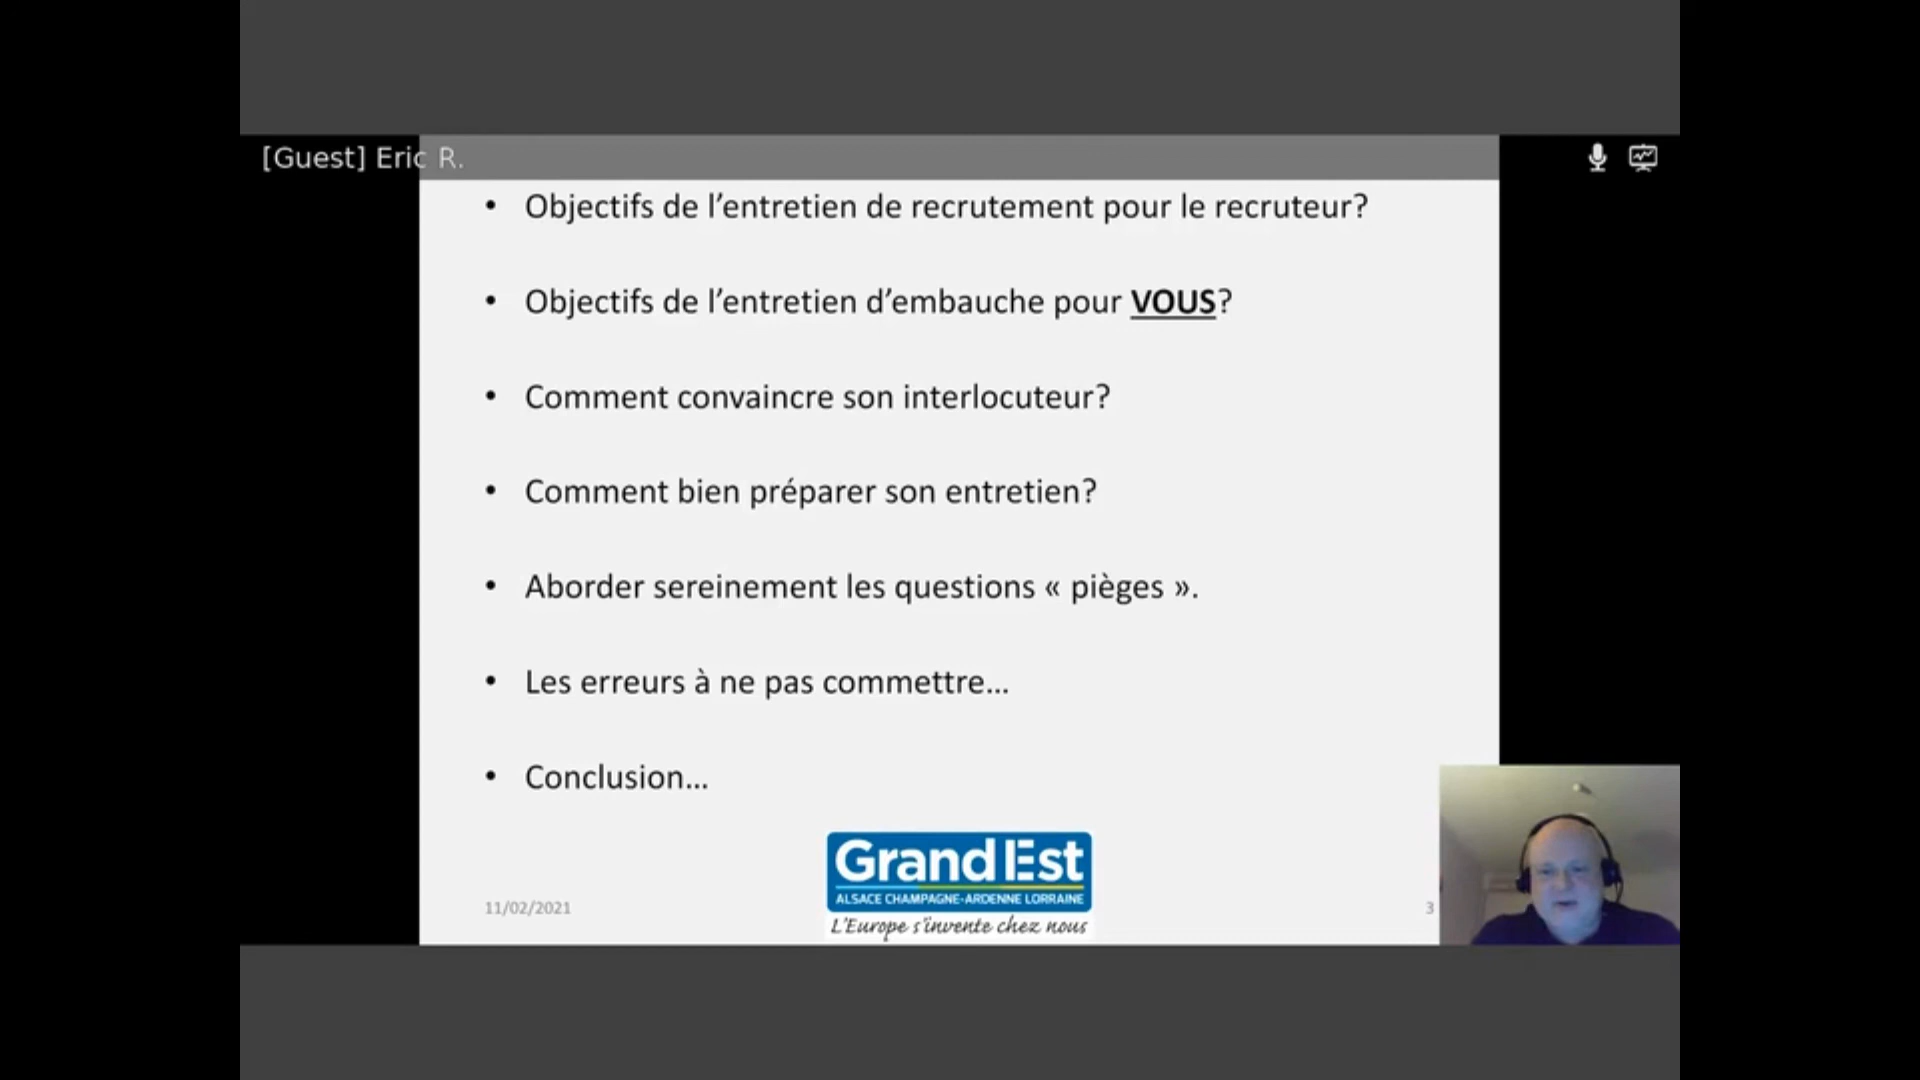 [Guest] Eric R.
• Objectifs de l’entretien de recrutement pour le recruteur?
• Objectifs de l’entretien d’embauche pour VOUS?
• Comment convaincre son interlocuteur?
• Comment bien préparer son entretien?
• Aborder sereinement les questions « pièges ».
• Les erreurs à ne pas commettre…
• Conclusion…
Grand Est
ALSACE CHAMPAGNE-ARDENNE LORRAINE
L’Europe s’invente chez nous
11/02/2021
3